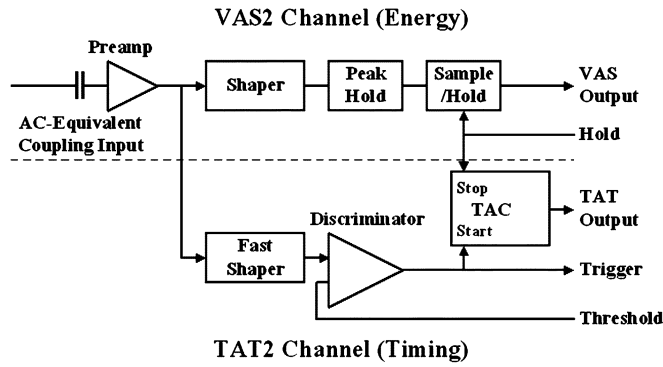 VAS2 Channel (Energy)
Preamp
Shaper
Peak
Hold
Sample
/Hold
VAS
Output
AC-Equivalent
Coupling Input
Hold
Stop
TAC
Start
TAT
Output
Discriminator
Fast
Shaper
Trigger
Threshold
TAT2 Channel (Timing)